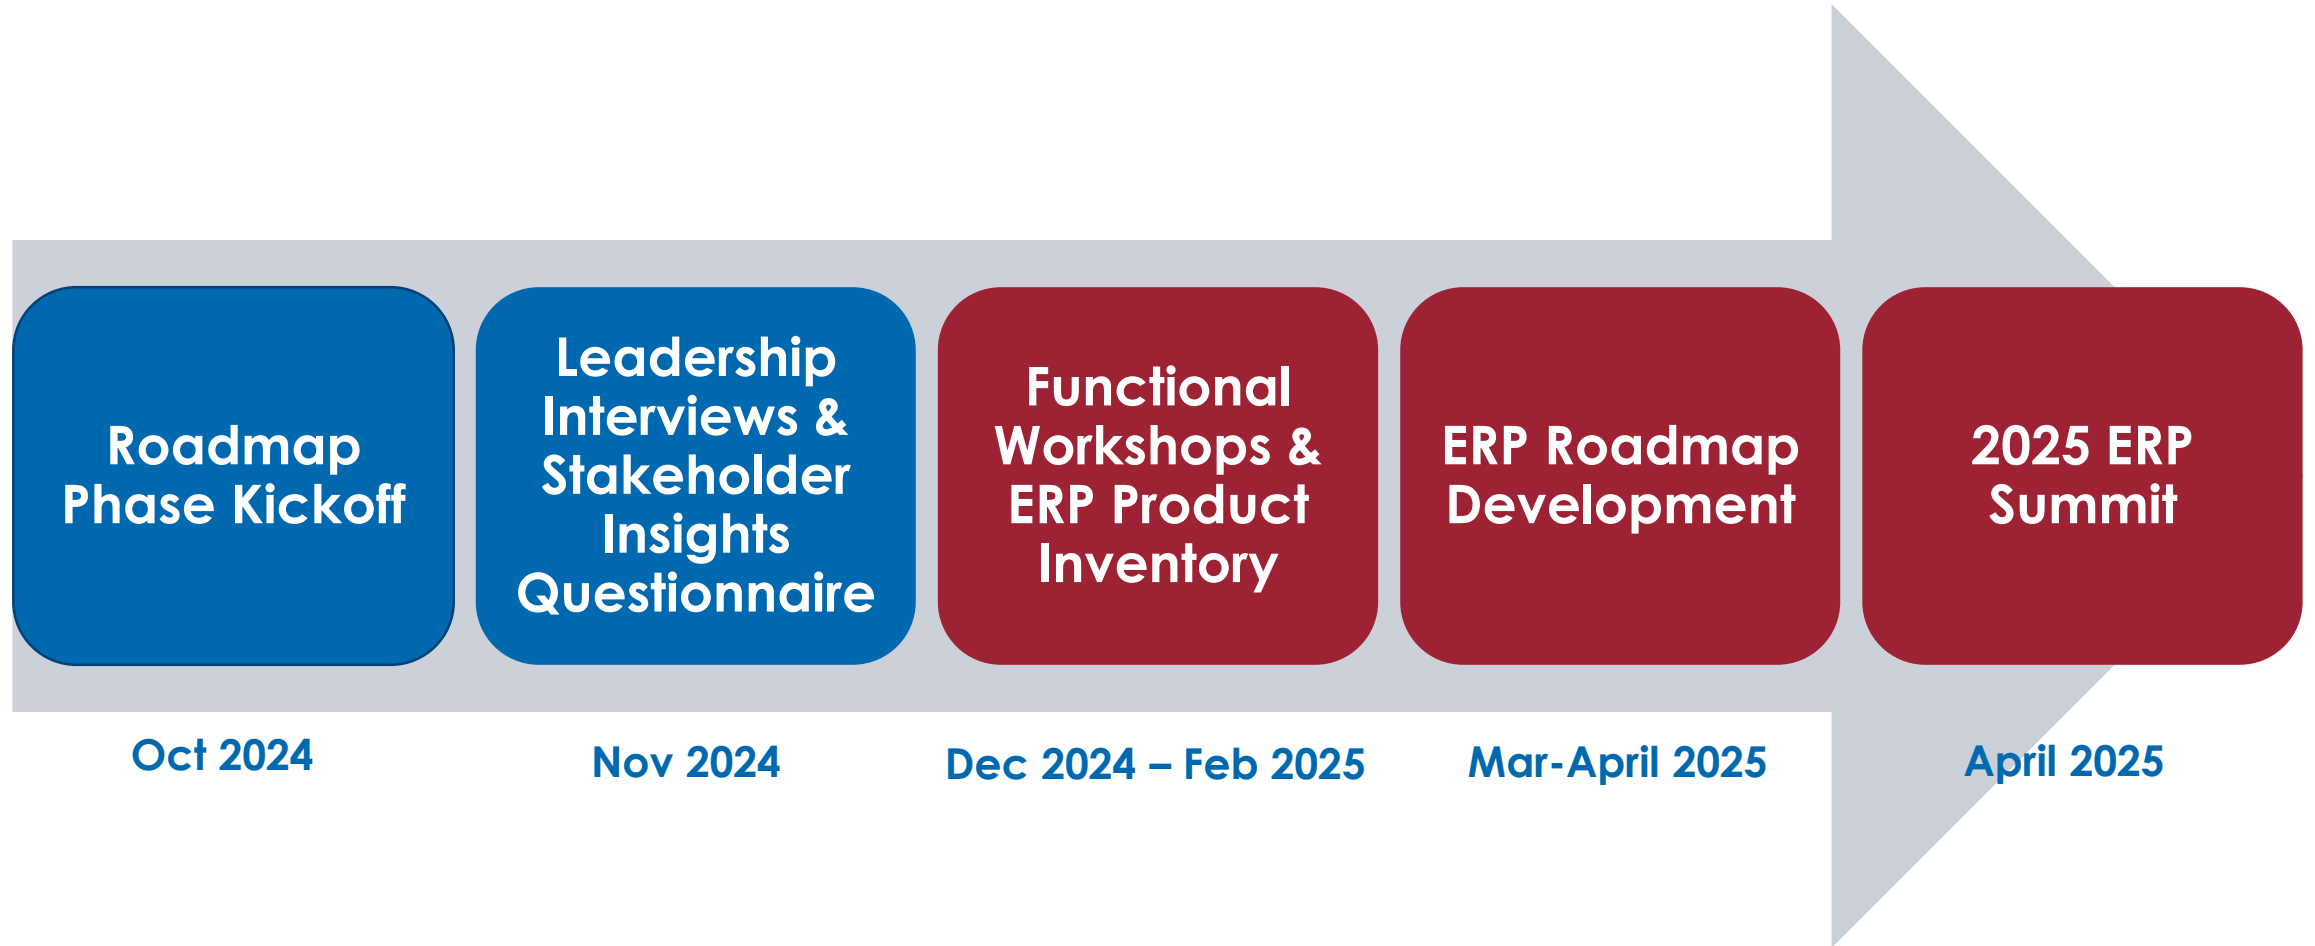 Roadmap
Phase Kickoff
Leadership
Interviews &
Stakeholder
Insights
Questionnaire
Functional
Workshops &
ERP Product
Inventory
ERP Roadmap
Development
2025 ERP
Summit
Oct 2024
Nov 2024
Dec 2024 – Feb 2025
Mar-April 2025
April 2025